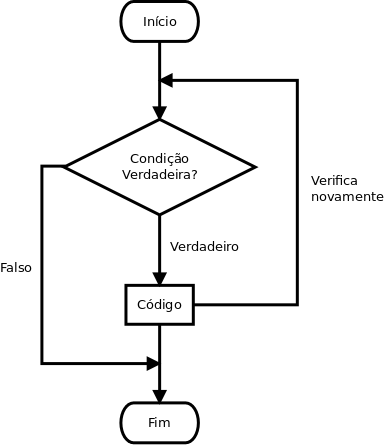 Início
Condição
Verdadeira?
Verifica
novamente
Verdadeiro
Falso
Código
Fim